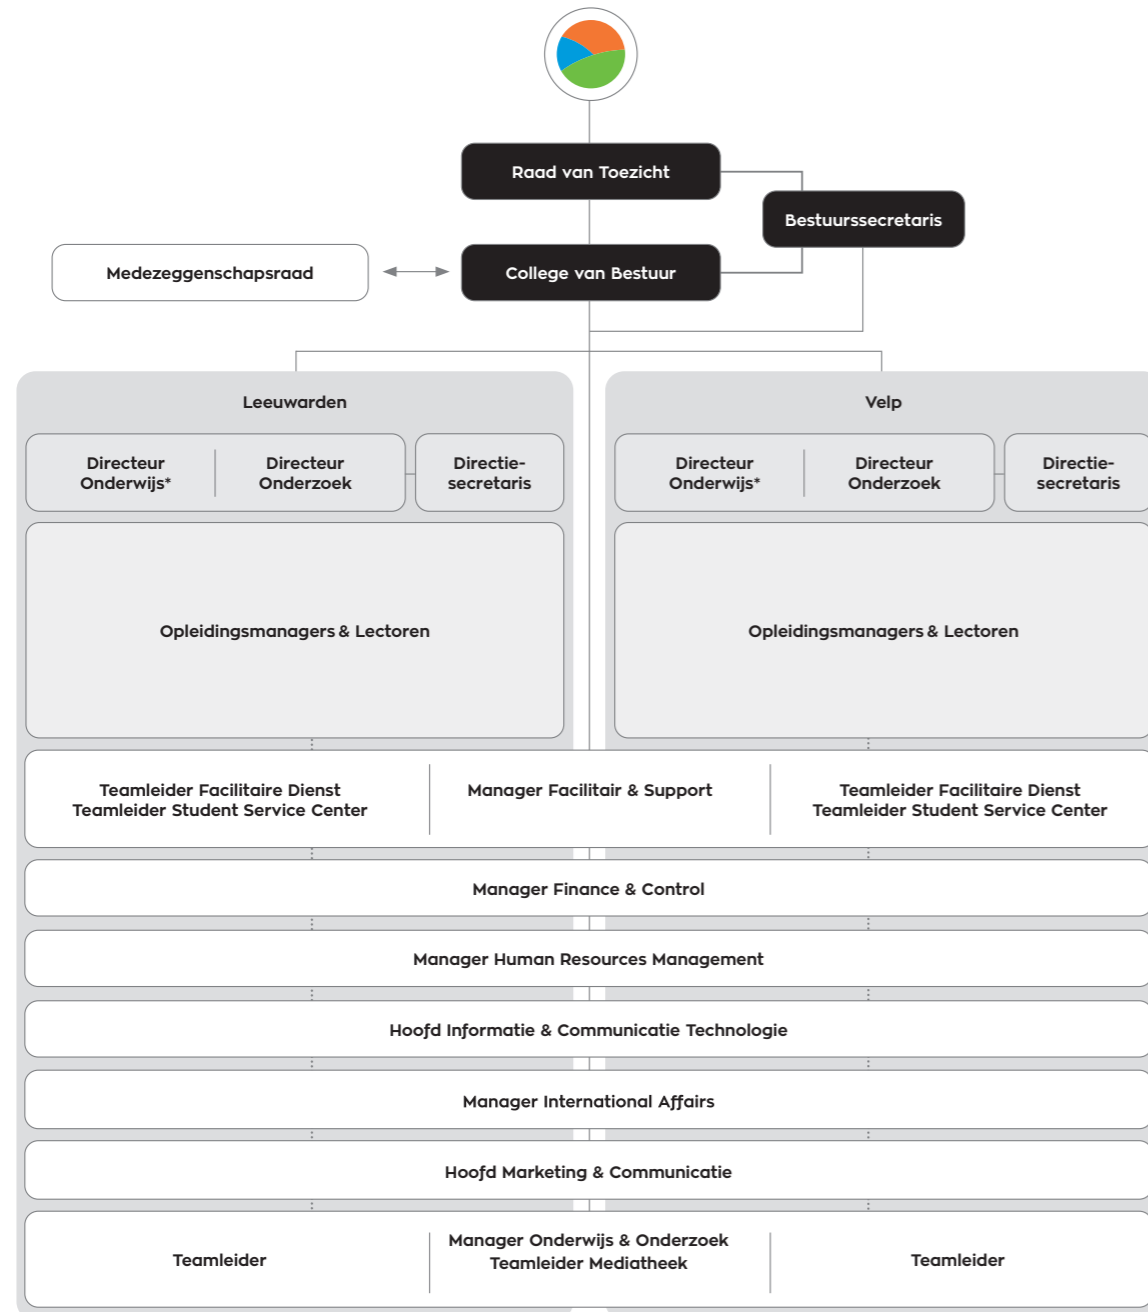 Raad van Toezicht
Bestuurssecretaris
Medezeggenschapsraad
College van Bestuur
Leeuwarden
Directeur
Onderwijs*
Directeur
Onderzoek
Directie-
secretaris
Opleidingsmanagers & Lectoren
Velp
Directeur
Onderwijs*
Directeur
Onderzoek
Directie-
secretaris
Opleidingsmanagers & Lectoren
Teamleider Facilitaire Dienst
Teamleider Student Service Center
Manager Facilitair & Support
Teamleider Facilitaire Dienst
Teamleider Student Service Center
Manager Finance & Control
Manager Human Resources Management
Hoofd Informatie & Communicatie Technologie
Manager International Affairs
Hoofd Marketing & Communicatie
Teamleider
Manager Onderwijs & Onderzoek
Teamleider Mediatheek
Teamleider